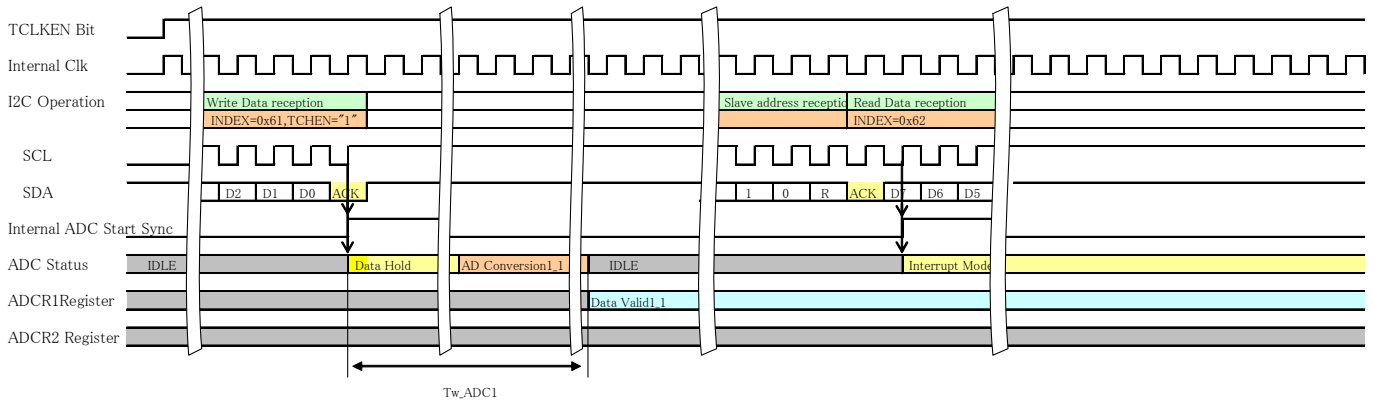 TCLKEN Bit
Internal Clk
I2C Operation
Write Data reception
Slave address receptio
Read Data reception
INDEX=0x61,TCHEN="1"
INDEX=0x62
SCL
SDA
D2
D1
D0
ACK
1
0
R
ACK
D7
D6
D5
Internal ADC Start Sync
ADC Status
IDLE
Data Hold
AD Conversion1_1
IDLE
Interrupt Mode
ADCR1Register
Data Valid1_1
ADCR2 Register
Tw_ADC1